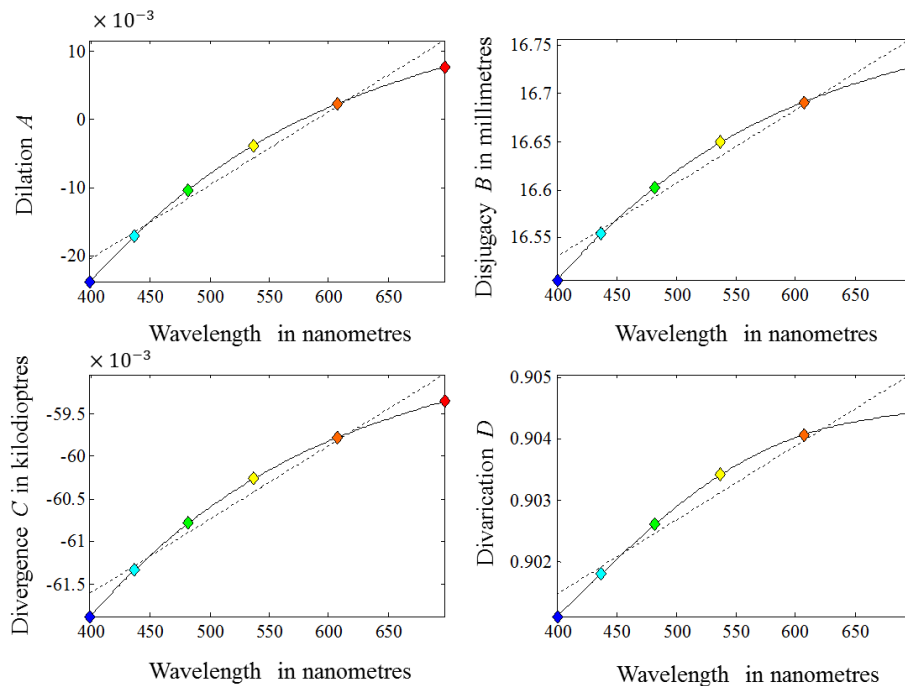 × 10⁻³
10
0
-10
-20
Dilation A
400 450 500 550 600 650
Wavelength in nanometres
16.75
16.7
16.65
16.6
16.55
Disjugacy B in millimetres
400 450 500 550 600 650
Wavelength in nanometres
× 10⁻³
-59.5
-60
-60.5
-61
-61.5
Divergence C in kilodioptres
400 450 500 550 600 650
Wavelength in nanometres
0.905
0.904
0.903
0.902
Divarication D
400 450 500 550 600 650
Wavelength in nanometres